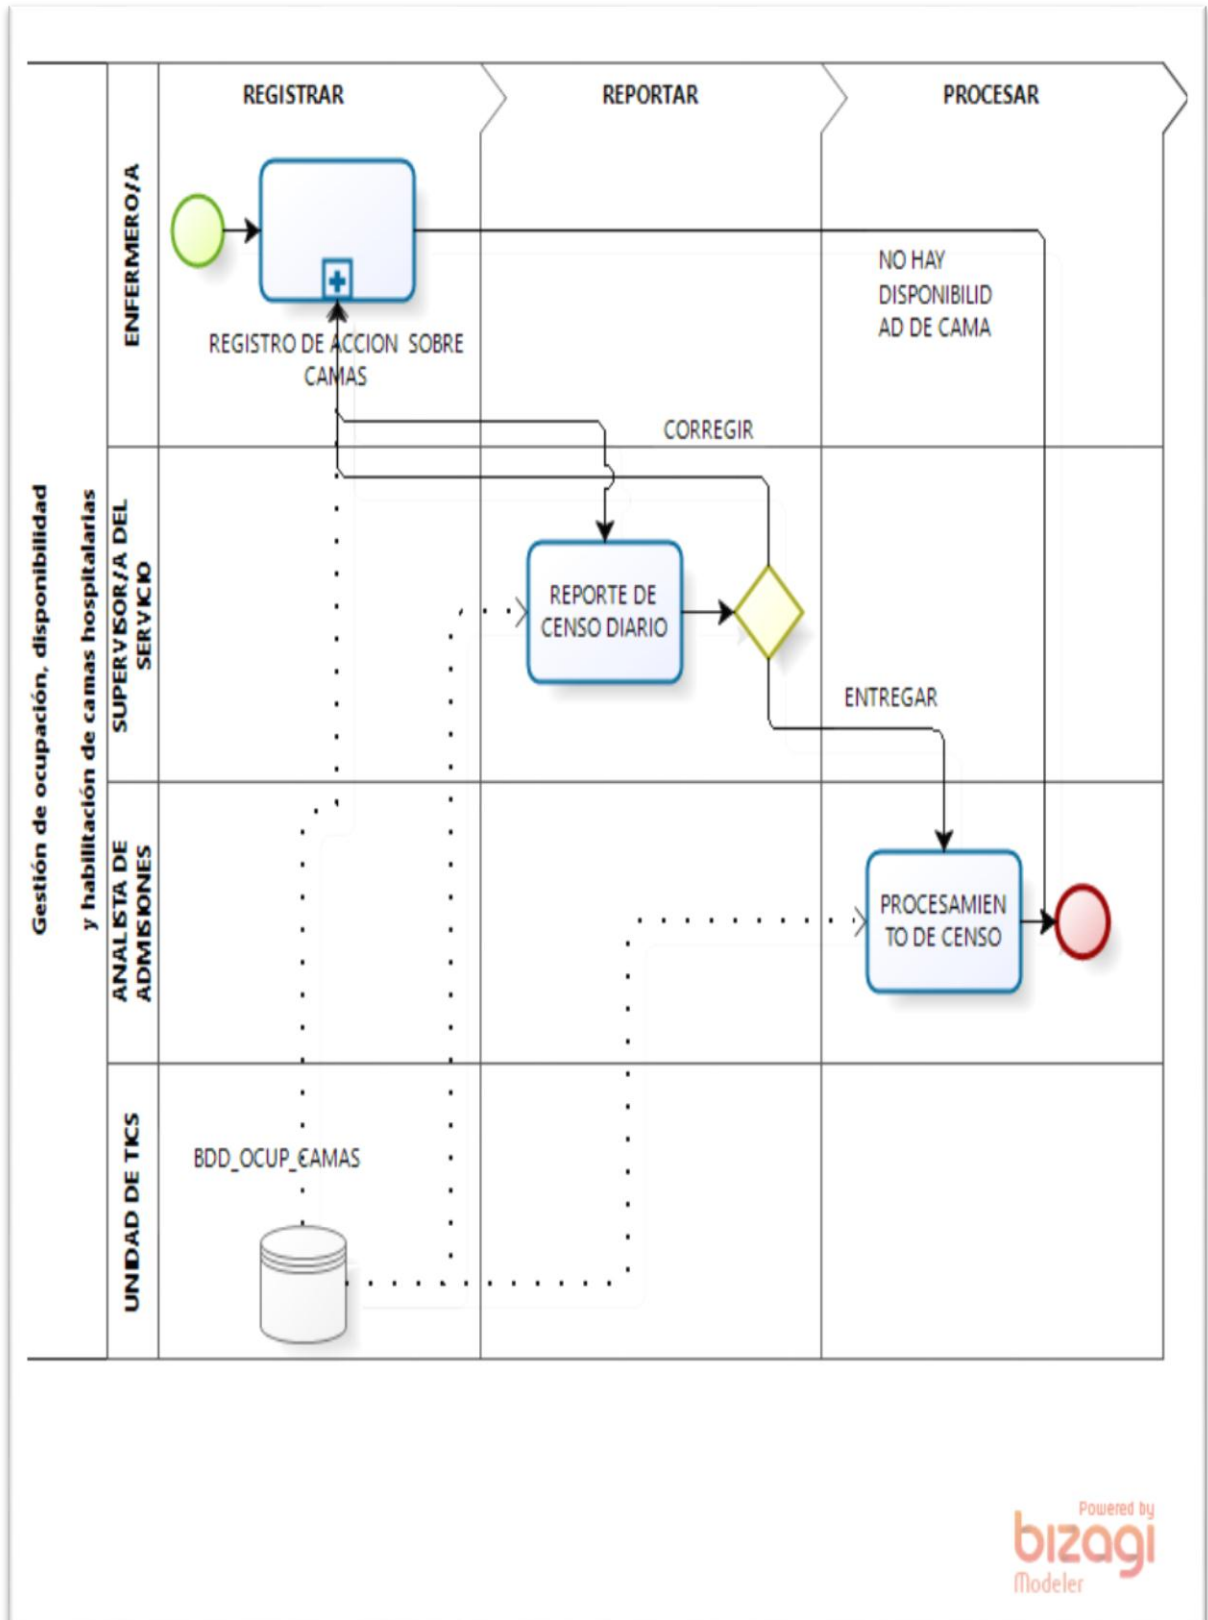 REGISTRAR
REPORTAR
PROCESAR
Gestión de ocupación, disponibilidad
y habilitación de camas hospitalarias
ENFERMERO/A
REGISTRO DE ACCION SOBRE
CAMAS
NO HAY
DISPONIBILID
AD DE CAMA
CORREGIR
SUPERVISOR/A DEL
SERVICIO
REPORTE DE
CENSO DIARIO
ENTREGAR
ANALISTA DE
ADMISIONES
PROCESAMIEN
TO DE CENSO
UNIDAD DE TICS
BDD_OCUP_CAMAS
Powered by
bizagi
Modeler